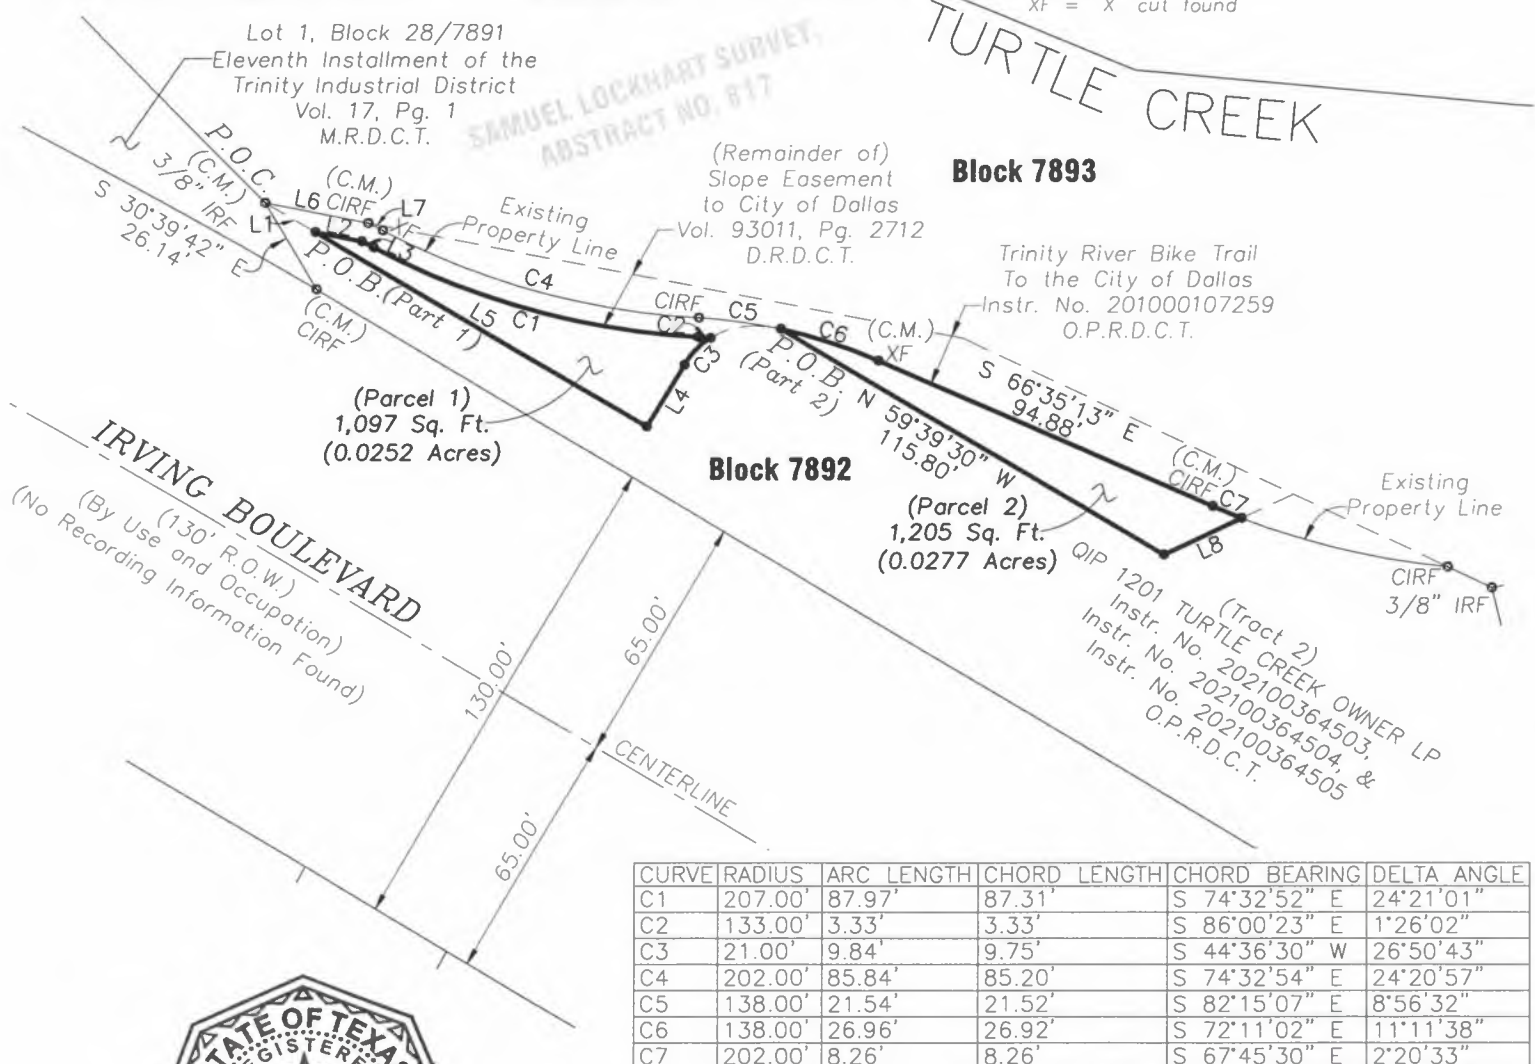 XF = "X" cut found
Lot 1, Block 28/7891
Eleventh Installment of the
Trinity Industrial District
Vol. 17, Pg. 1
M.R.D.C.T.
SAMUEL LOCKHART SURVEY,
ABSTRACT NO. 817
TURTLE CREEK
Block 7893
(Remainder of)
Slope Easement
to City of Dallas
Vol. 93011, Pg. 2712
D.R.D.C.T.
Trinity River Bike Trail
To the City of Dallas
Instr. No. 201000107259
O.P.R.D.C.T.
P.O.C.
(C.M.)
3/8" IRF
S 30°39'42" E
26.14'
L1
L6
(C.M.)
CIRF
L7
XF
L2
L3
Existing
Property Line
P.O.B.
(Part 1)
(C.M.)
CIRF
L5
C1
C4
CIRF
C2
C3
C5
L4
C6
(C.M.)
XF
P.O.B.
(Part 2)
S 66°35'13" E
94.88'
N 59°39'30" W
115.80'
(C.M.)
CIRF
C7
L8
Existing
Property Line
CIRF
3/8" IRF
(Parcel 1)
1,097 Sq. Ft.
(0.0252 Acres)
Block 7892
(Parcel 2)
1,205 Sq. Ft.
(0.0277 Acres)
(Tract 2)
QIP 1201 TURTLE CREEK OWNER LP
Instr. No. 202100364503,
Instr. No. 202100364504, &
Instr. No. 202100364505
O.P.R.D.C.T.
IRVING BOULEVARD
(130' R.O.W.)
(By Use and Occupation)
(No Recording Information Found)
130.00'
65.00'
65.00'
CENTERLINE
CURVE RADIUS ARC LENGTH CHORD LENGTH CHORD BEARING DELTA ANGLE
C1 207.00' 87.97' 87.31' S 74°32'52" E 24°21'01"
C2 133.00' 3.33' 3.33' S 86°00'23" E 1°26'02"
C3 21.00' 9.84' 9.75' S 44°36'30" W 26°50'43"
C4 202.00' 85.84' 85.20' S 74°32'54" E 24°20'57"
C5 138.00' 21.54' 21.52' S 82°15'07" E 8°56'32"
C6 138.00' 26.96' 26.92' S 72°11'02" E 11°11'38"
C7 202.00' 8.26' 8.26' S 67°45'30" E 2°20'33"
STATE OF TEXAS